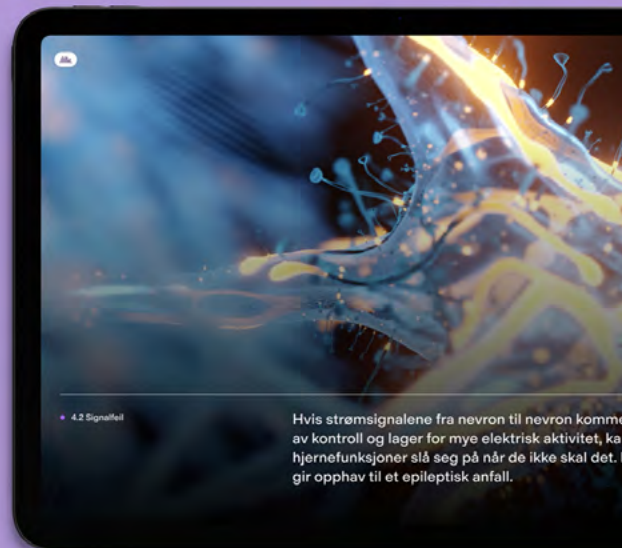 4.2 Signalfeil
Hvis strømsignalene fra nevron til nevron komme
av kontroll og lager for mye elektrisk aktivitet, ka
hjernefunksjoner slå seg på når de ikke skal det.
gir opphav til et epileptisk anfall.